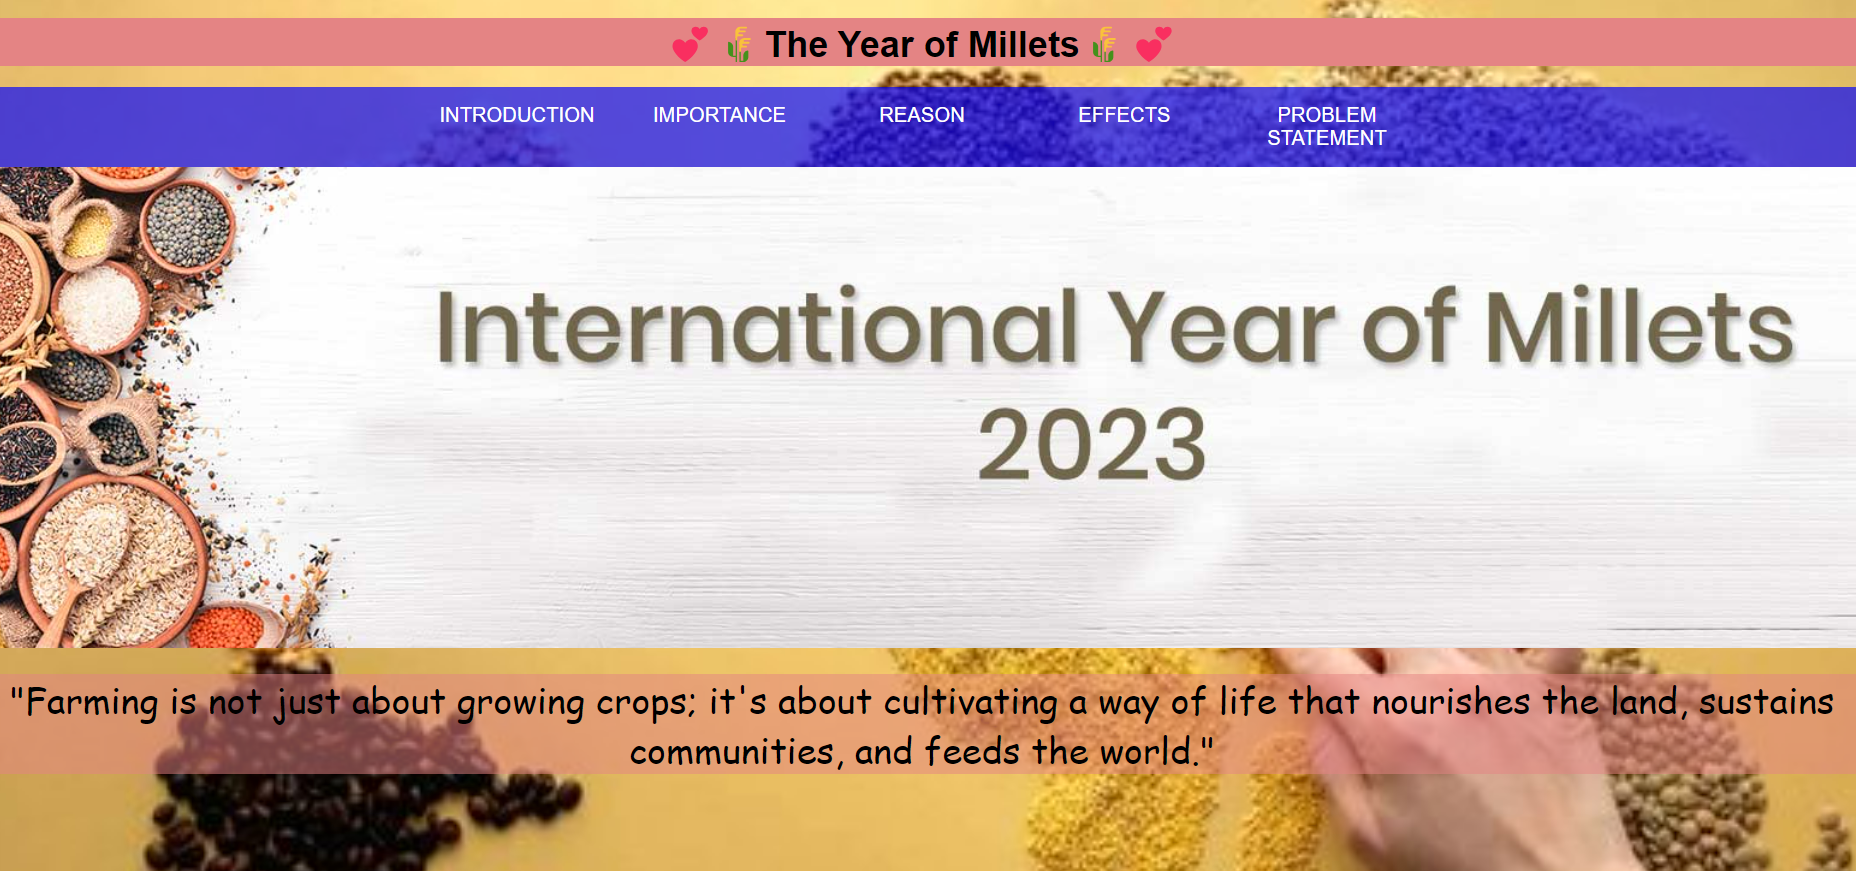 💕 🌾 The Year of Millets 🌾 💕
INTRODUCTION IMPORTANCE REASON EFFECTS PROBLEM STATEMENT
International Year of Millets
2023
"Farming is not just about growing crops; it's about cultivating a way of life that nourishes the land, sustains
communities, and feeds the world."